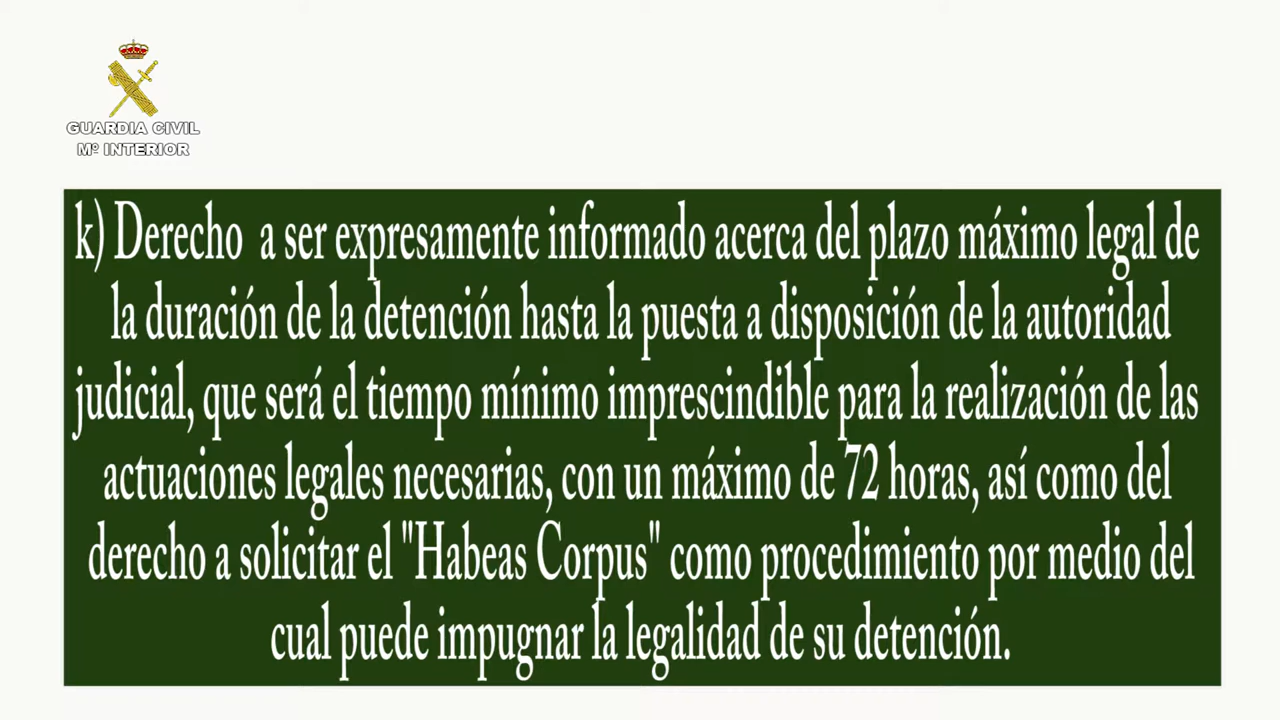 GUARDIA CIVIL
Mº INTERIOR
k) Derecho a ser expresamente informado acerca del plazo máximo legal de
la duración de la detención hasta la puesta a disposición de la autoridad
judicial, que será el tiempo mínimo imprescindible para la realización de las
actuaciones legales necesarias, con un máximo de 72 horas, así como del
derecho a solicitar el "Habeas Corpus" como procedimiento por medio del
cual puede impugnar la legalidad de su detención.